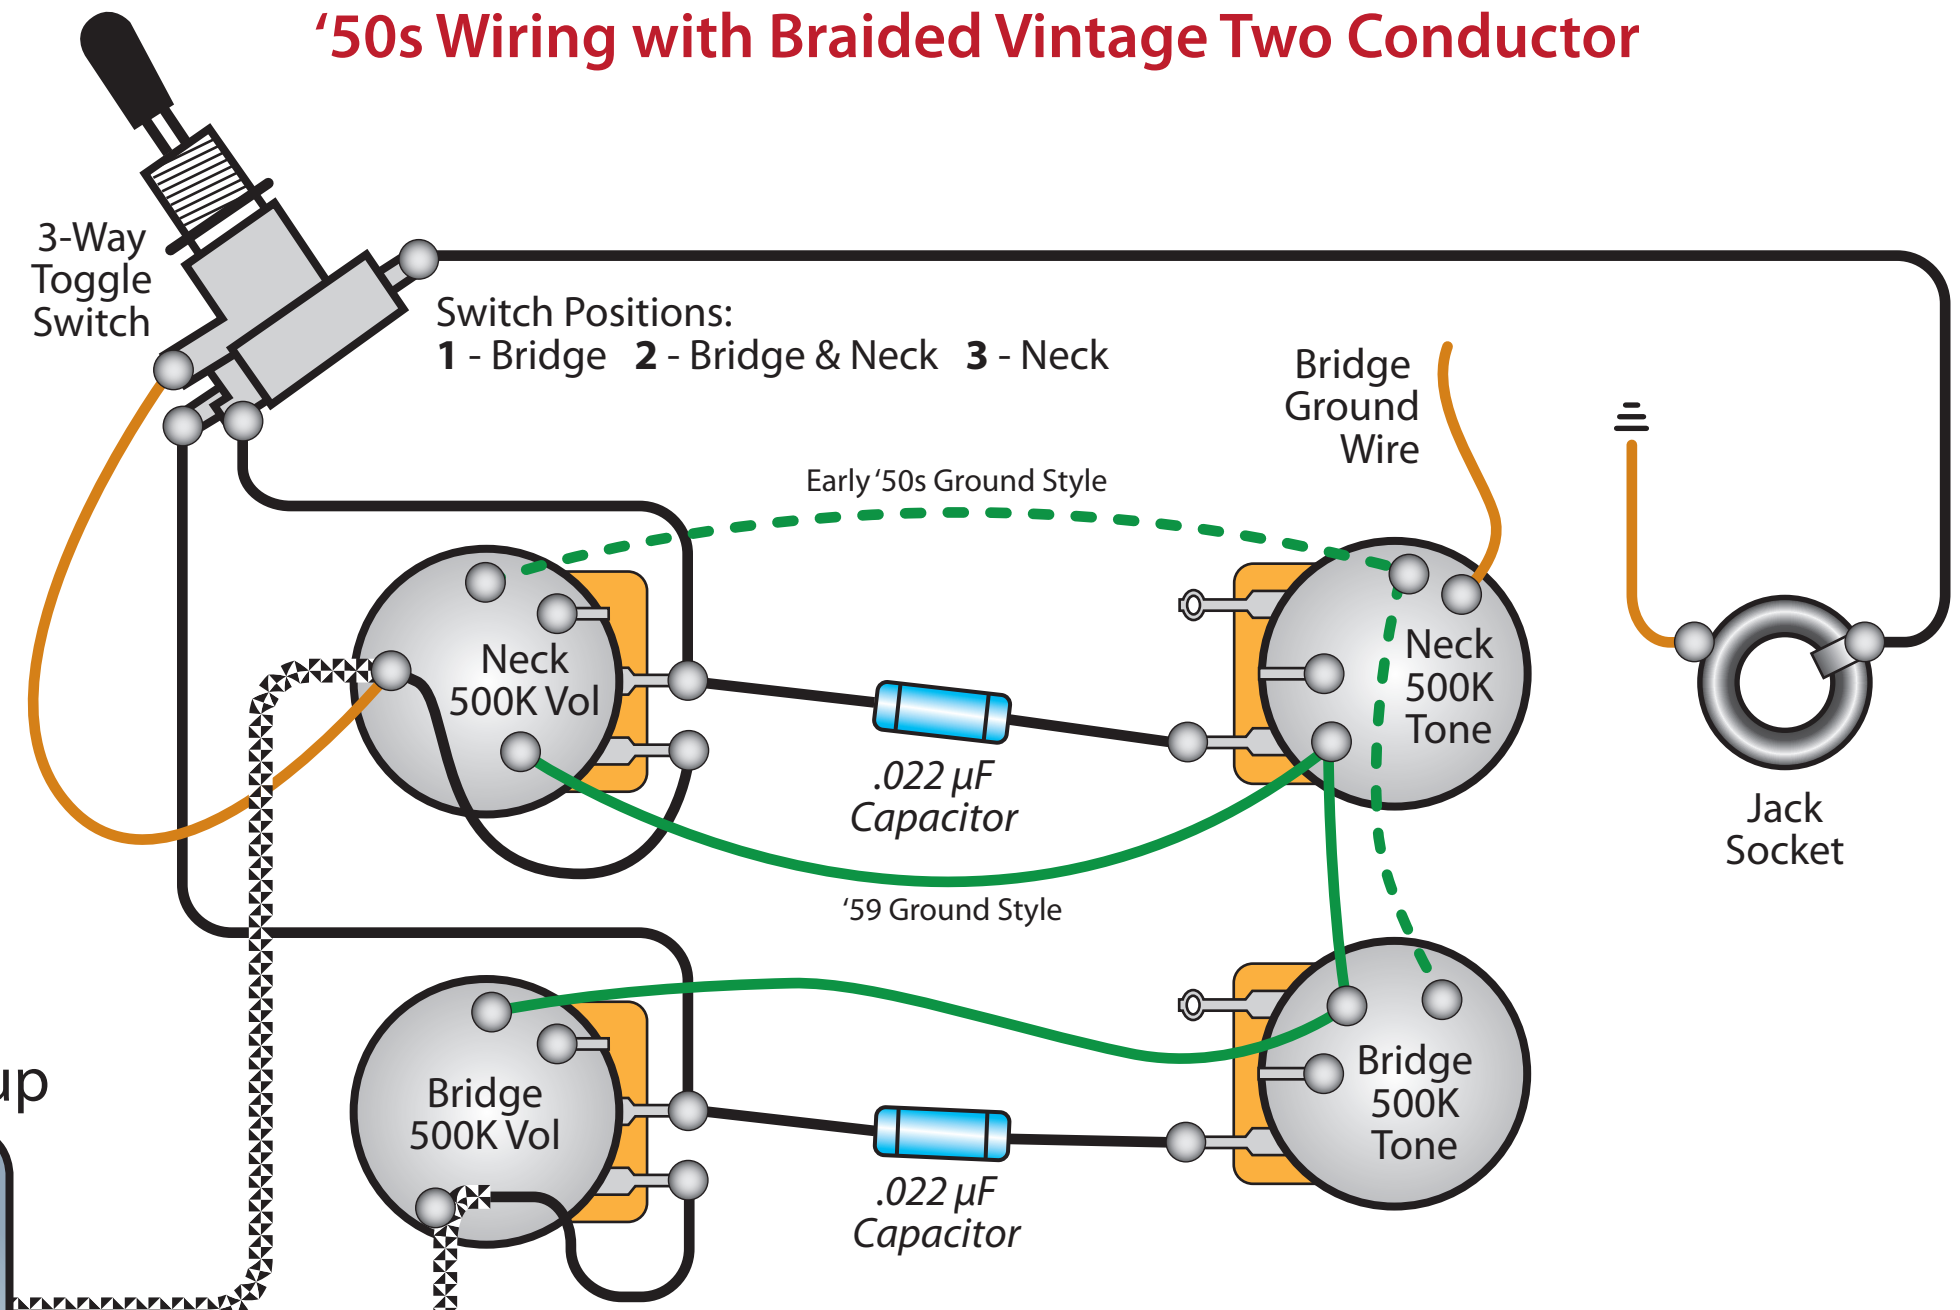 ‘50s Wiring with Braided Vintage Two Conductor
3-Way
Toggle
Switch
Switch Positions:
1 - Bridge 2 - Bridge & Neck 3 - Neck
Bridge
Ground
Wire
Early ‘50s Ground Style
Neck
500K Vol
Neck
500K
Tone
.022 µF
Capacitor
Jack
Socket
‘59 Ground Style
up
Bridge
500K Vol
Bridge
500K
Tone
.022 µF
Capacitor